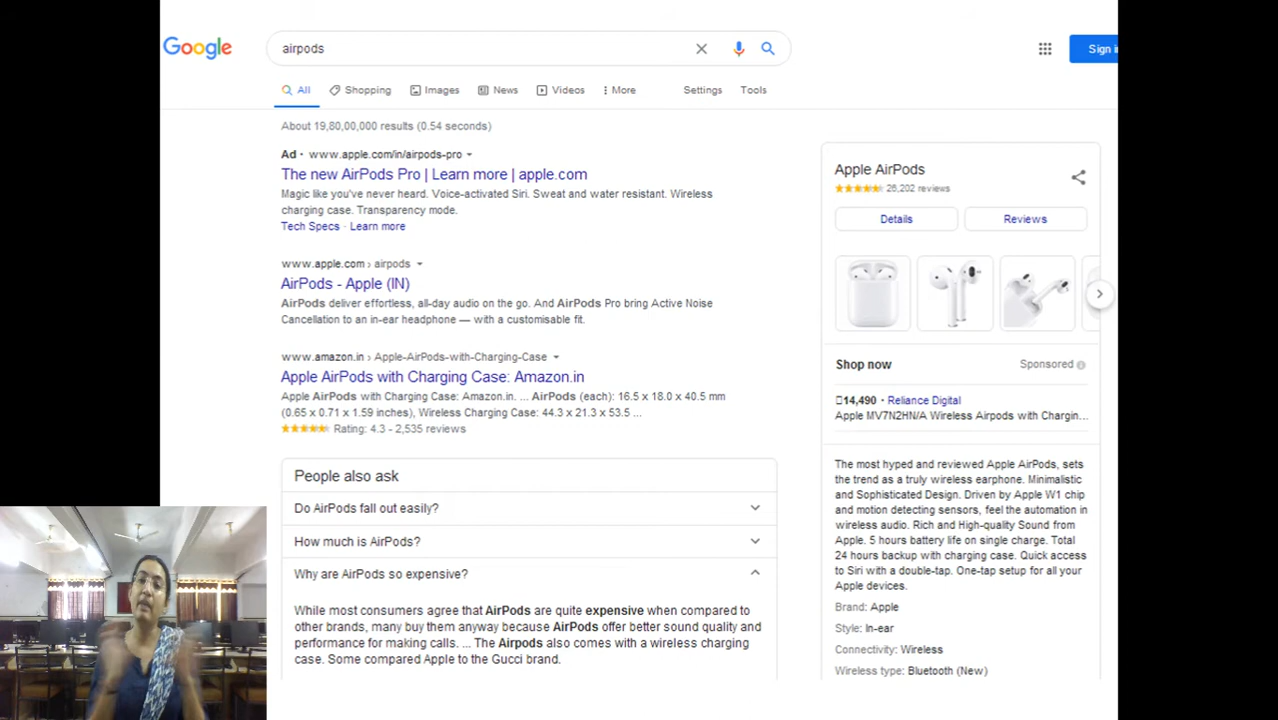 Google
airpods
Sign i
All
Shopping
Images
News
Videos
More
Settings
Tools
About 19,80,00,000 results (0.54 seconds)
Ad · www.apple.com/in/airpods-pro
The new AirPods Pro | Learn more | apple.com
Magic like you've never heard. Voice-activated Siri. Sweat and water resistant. Wireless
charging case. Transparency mode.
Tech Specs · Learn more
www.apple.com › airpods
AirPods - Apple (IN)
AirPods deliver effortless, all-day audio on the go. And AirPods Pro bring Active Noise
Cancellation to an in-ear headphone — with a customisable fit.
www.amazon.in › Apple-AirPods-with-Charging-Case
Apple AirPods with Charging Case: Amazon.in
Apple AirPods with Charging Case: Amazon.in. ... AirPods (each): 16.5 x 18.0 x 40.5 mm
(0.65 x 0.71 x 1.59 inches), Wireless Charging Case: 44.3 x 21.3 x 53.5 ...
Rating: 4.3 - 2,535 reviews
People also ask
Do AirPods fall out easily?
How much is AirPods?
Why are AirPods so expensive?
While most consumers agree that AirPods are quite expensive when compared to
other brands, many buy them anyway because AirPods offer better sound quality and
performance for making calls. ... The Airpods also comes with a wireless charging
case. Some compared Apple to the Gucci brand.
Apple AirPods
26,202 reviews
Details
Reviews
Shop now
Sponsored
14,490 · Reliance Digital
Apple MV7N2HN/A Wireless Airpods with Chargin...
The most hyped and reviewed Apple AirPods, sets
the trend as a truly wireless earphone. Minimalistic
and Sophisticated Design. Driven by Apple W1 chip
and motion detecting sensors, feel the automation in
wireless audio. Rich and High-quality Sound from
Apple. 5 hours battery life on single charge. Total
24 hours backup with charging case. Quick access
to Siri with a double-tap. One-tap setup for all your
Apple devices.
Brand: Apple
Style: In-ear
Connectivity: Wireless
Wireless type: Bluetooth (New)